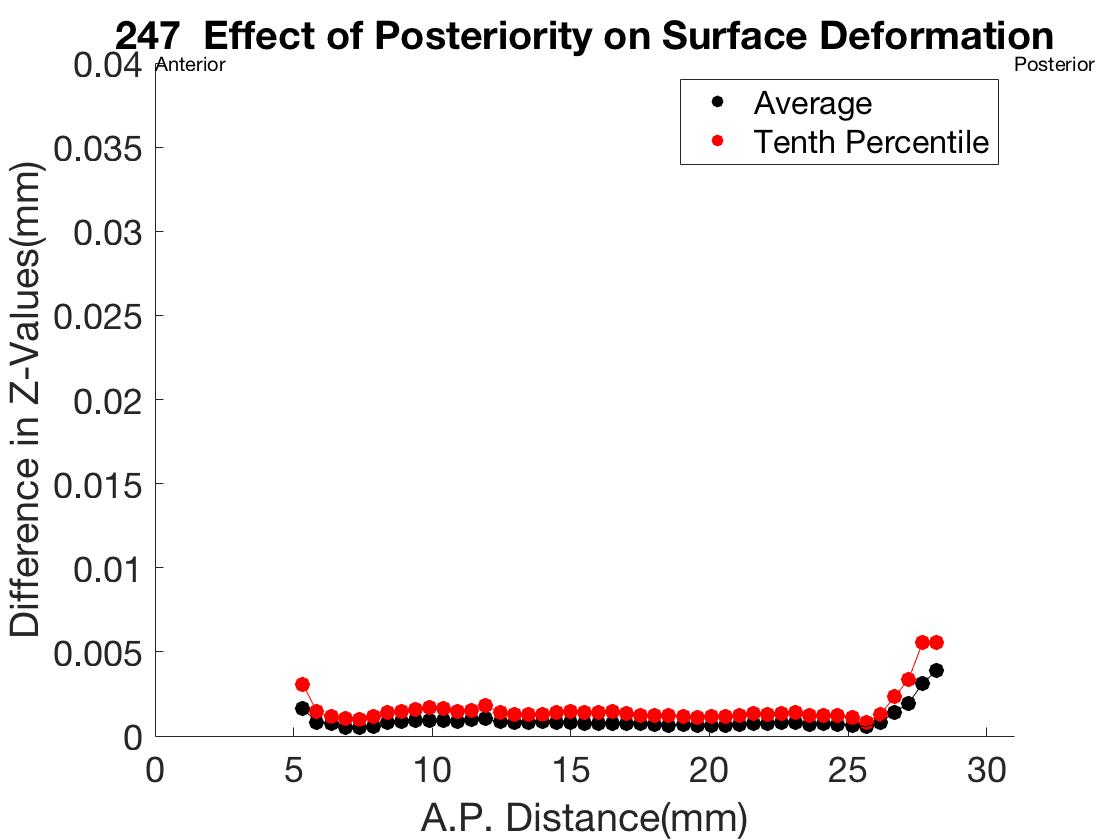 247  Effect of Posteriority on Surface Deformation
Anterior
Posterior
Average
Tenth Percentile
Difference in Z-Values(mm)
0.04
0.035
0.03
0.025
0.02
0.015
0.01
0.005
0
0 5 10 15 20 25 30
A.P. Distance(mm)